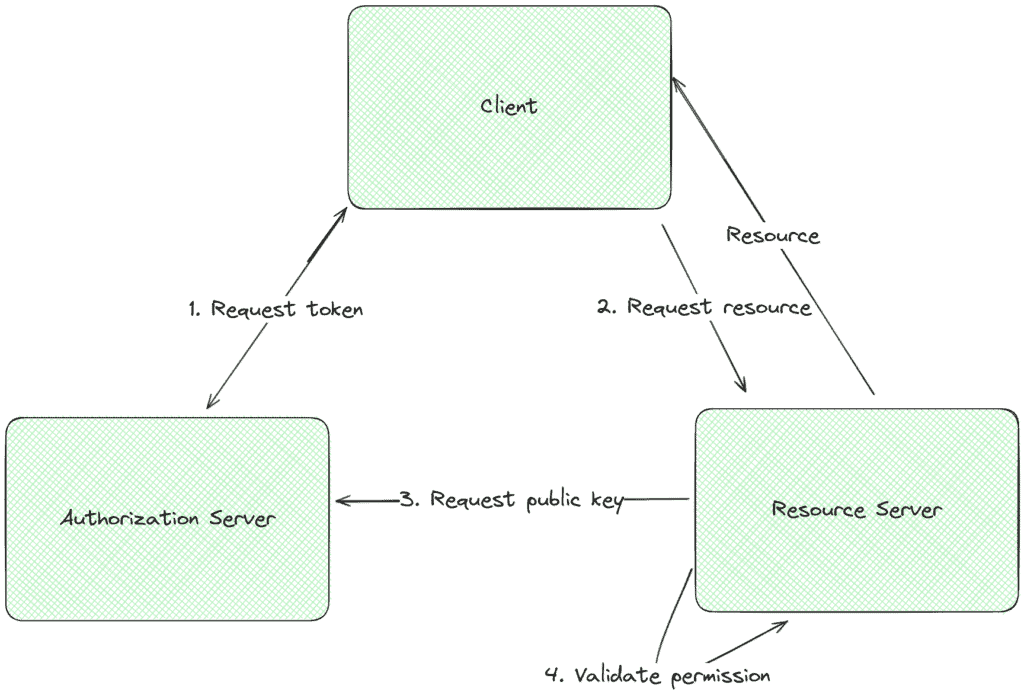 Client
Resource
1. Request token
2. Request resource
3. Request public key
Authorization Server
Resource Server
4. Validate permission